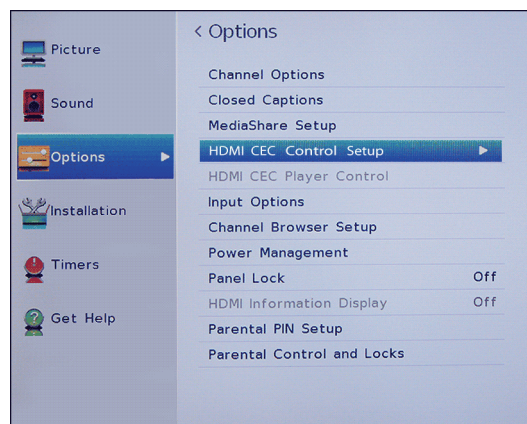 Picture
Sound
Options
Installation
Timers
Get Help
< Options
Channel Options
Closed Captions
MediaShare Setup
HDMI CEC Control Setup
HDMI CEC Player Control
Input Options
Channel Browser Setup
Power Management
Panel Lock Off
HDMI Information Display Off
Parental PIN Setup
Parental Control and Locks